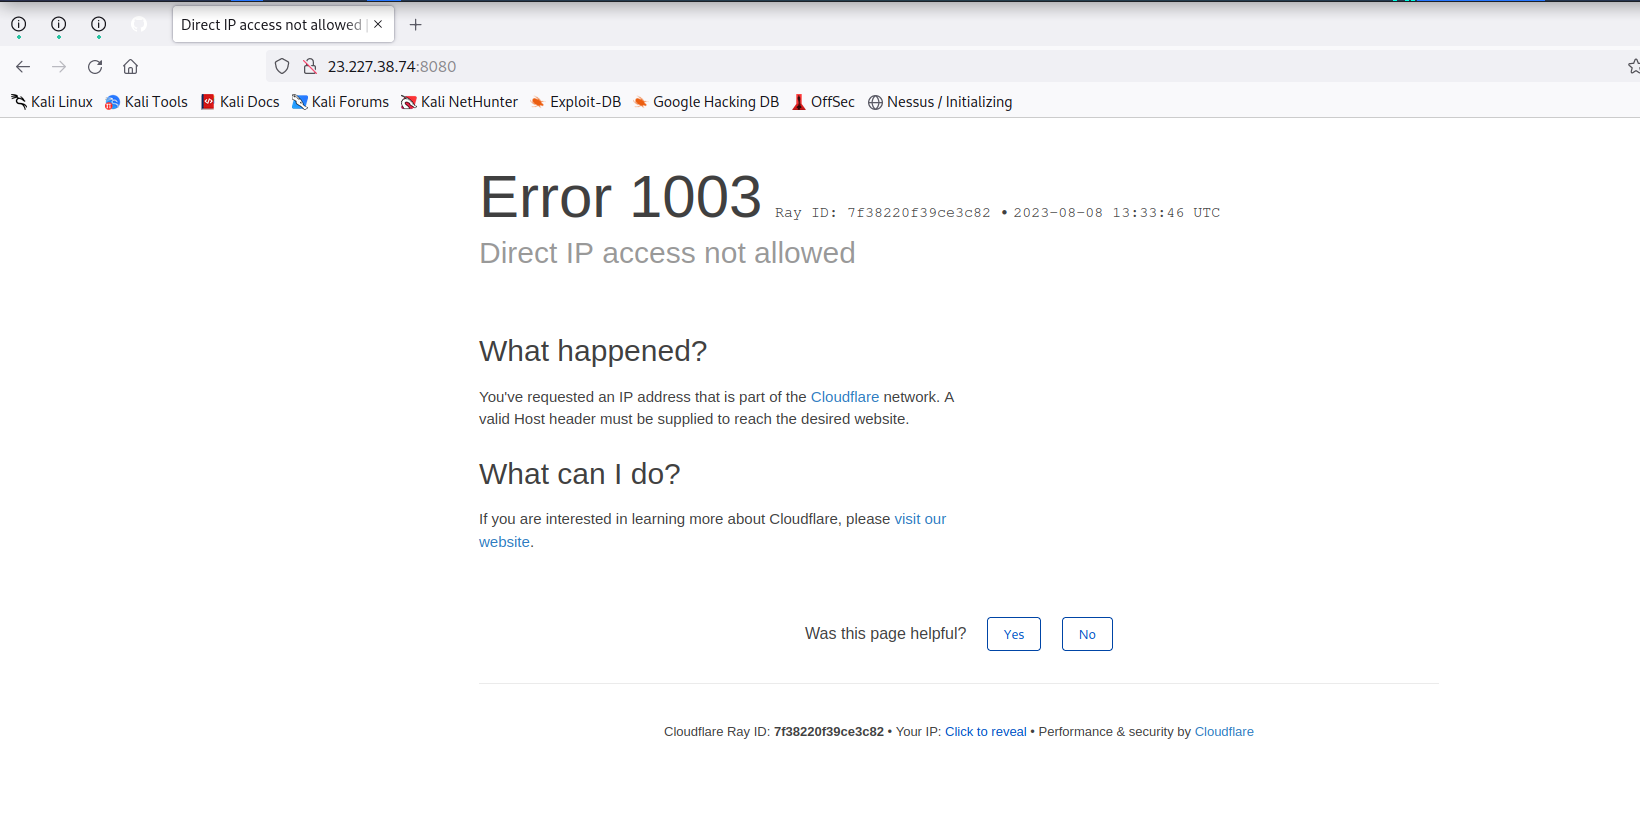 Direct IP access not allowed |
23.227.38.74:8080
Kali Linux Kali Tools Kali Docs Kali Forums Kali NetHunter Exploit-DB Google Hacking DB OffSec Nessus / Initializing
Error 1003 Ray ID: 7f38220f39ce3c82 • 2023-08-08 13:33:46 UTC
Direct IP access not allowed
What happened?
You've requested an IP address that is part of the Cloudflare network. A
valid Host header must be supplied to reach the desired website.
What can I do?
If you are interested in learning more about Cloudflare, please visit our
website.
Was this page helpful? Yes No
Cloudflare Ray ID: 7f38220f39ce3c82 • Your IP: Click to reveal • Performance & security by Cloudflare